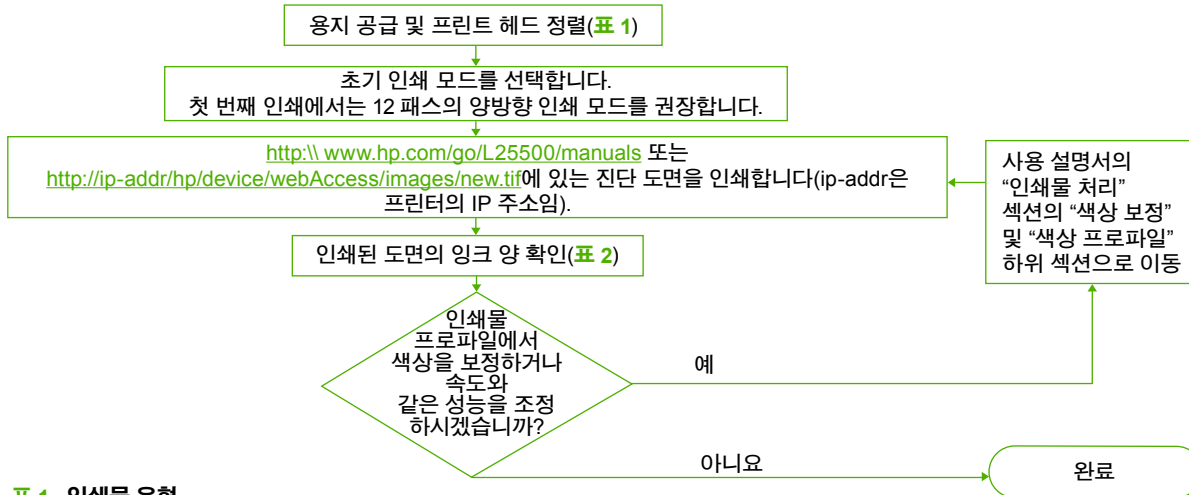 용지 공급 및 프린트 헤드 정렬(표 1)
초기 인쇄 모드를 선택합니다.
첫 번째 인쇄에서는 12 패스의 양방향 인쇄 모드를 권장합니다.
http:\\ www.hp.com/go/L25500/manuals 또는
http://ip-addr/hp/device/webAccess/images/new.tif에 있는 진단 도면을 인쇄합니다(ip-addr은
프린터의 IP 주소임).
사용 설명서의
“인쇄물 처리”
섹션의 “색상 보정”
및 “색상 프로파일”
하위 섹션으로 이동
인쇄된 도면의 잉크 양 확인(표 2)
인쇄물
프로파일에서
색상을 보정하거나
속도와
같은 성능을 조정
하시겠습니까?
예
아니요
완료
표 1 인쇄물 유형